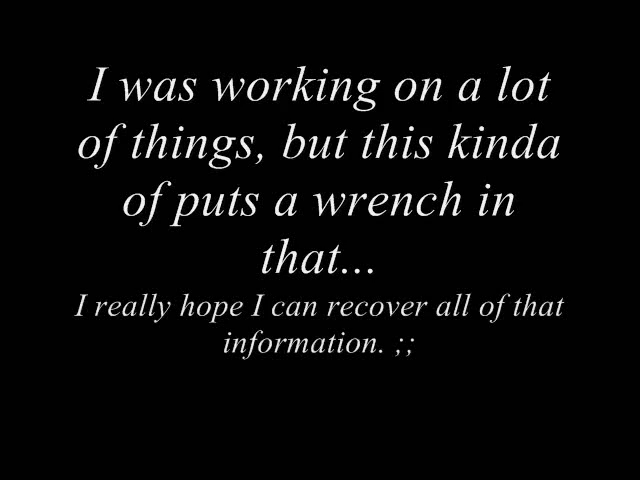 I was working on a lot
of things, but this kinda
of puts a wrench in
that...
I really hope I can recover all of that
information. ;;